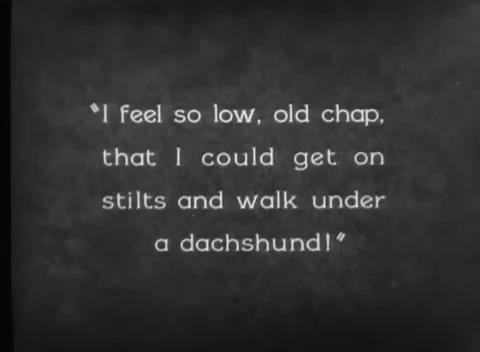 "I feel so low, old chap,
that I could get on
stilts and walk under
a dachshund!"